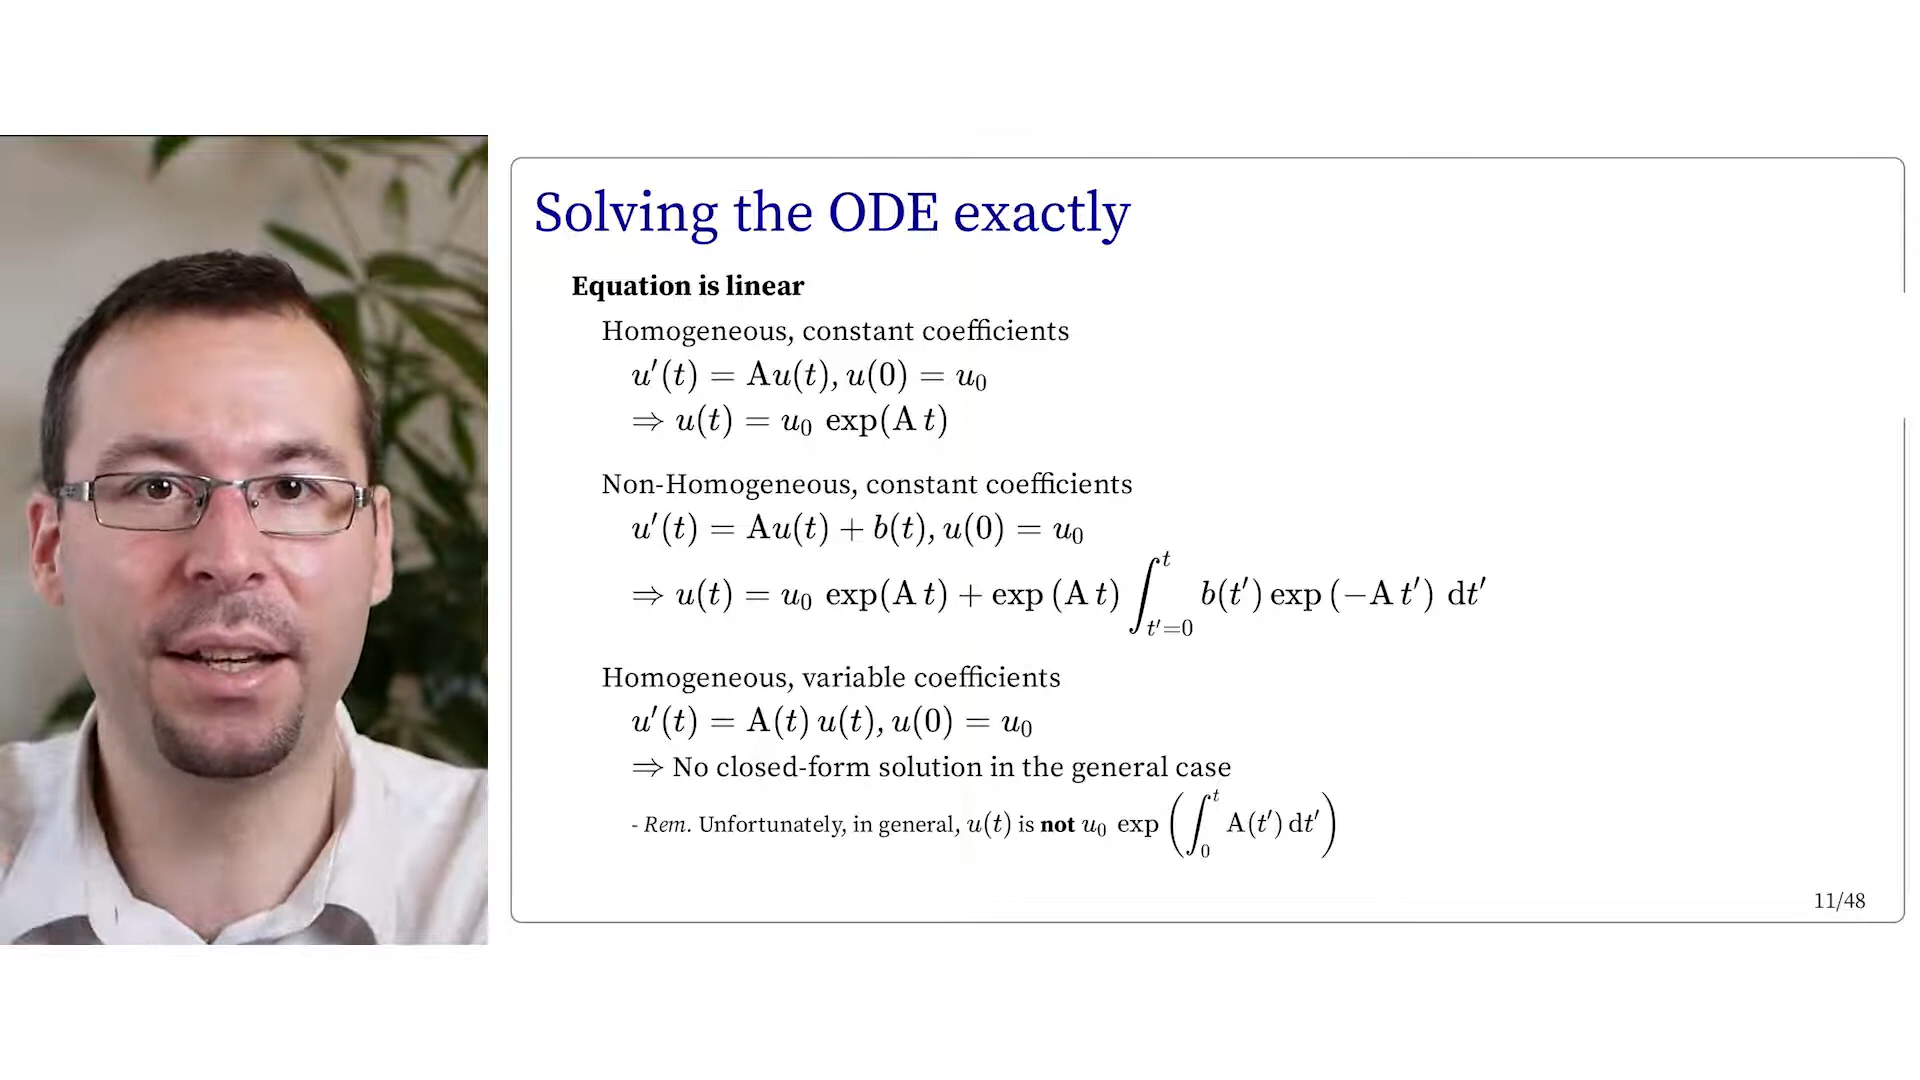 Solving the ODE exactly
Equation is linear
Homogeneous, constant coefficients
u′(t) = Au(t), u(0) = u₀
⇒ u(t) = u₀ exp(A t)
Non-Homogeneous, constant coefficients
u′(t) = Au(t) + b(t), u(0) = u₀
⇒ u(t) = u₀ exp(A t) + exp (A t) ∫_{t′=0}^{t} b(t′) exp (−A t′) dt′
Homogeneous, variable coefficients
u′(t) = A(t) u(t), u(0) = u₀
⇒ No closed-form solution in the general case
- Rem. Unfortunately, in general, u(t) is not u₀ exp (∫_{0}^{t} A(t′) dt′)
11/48